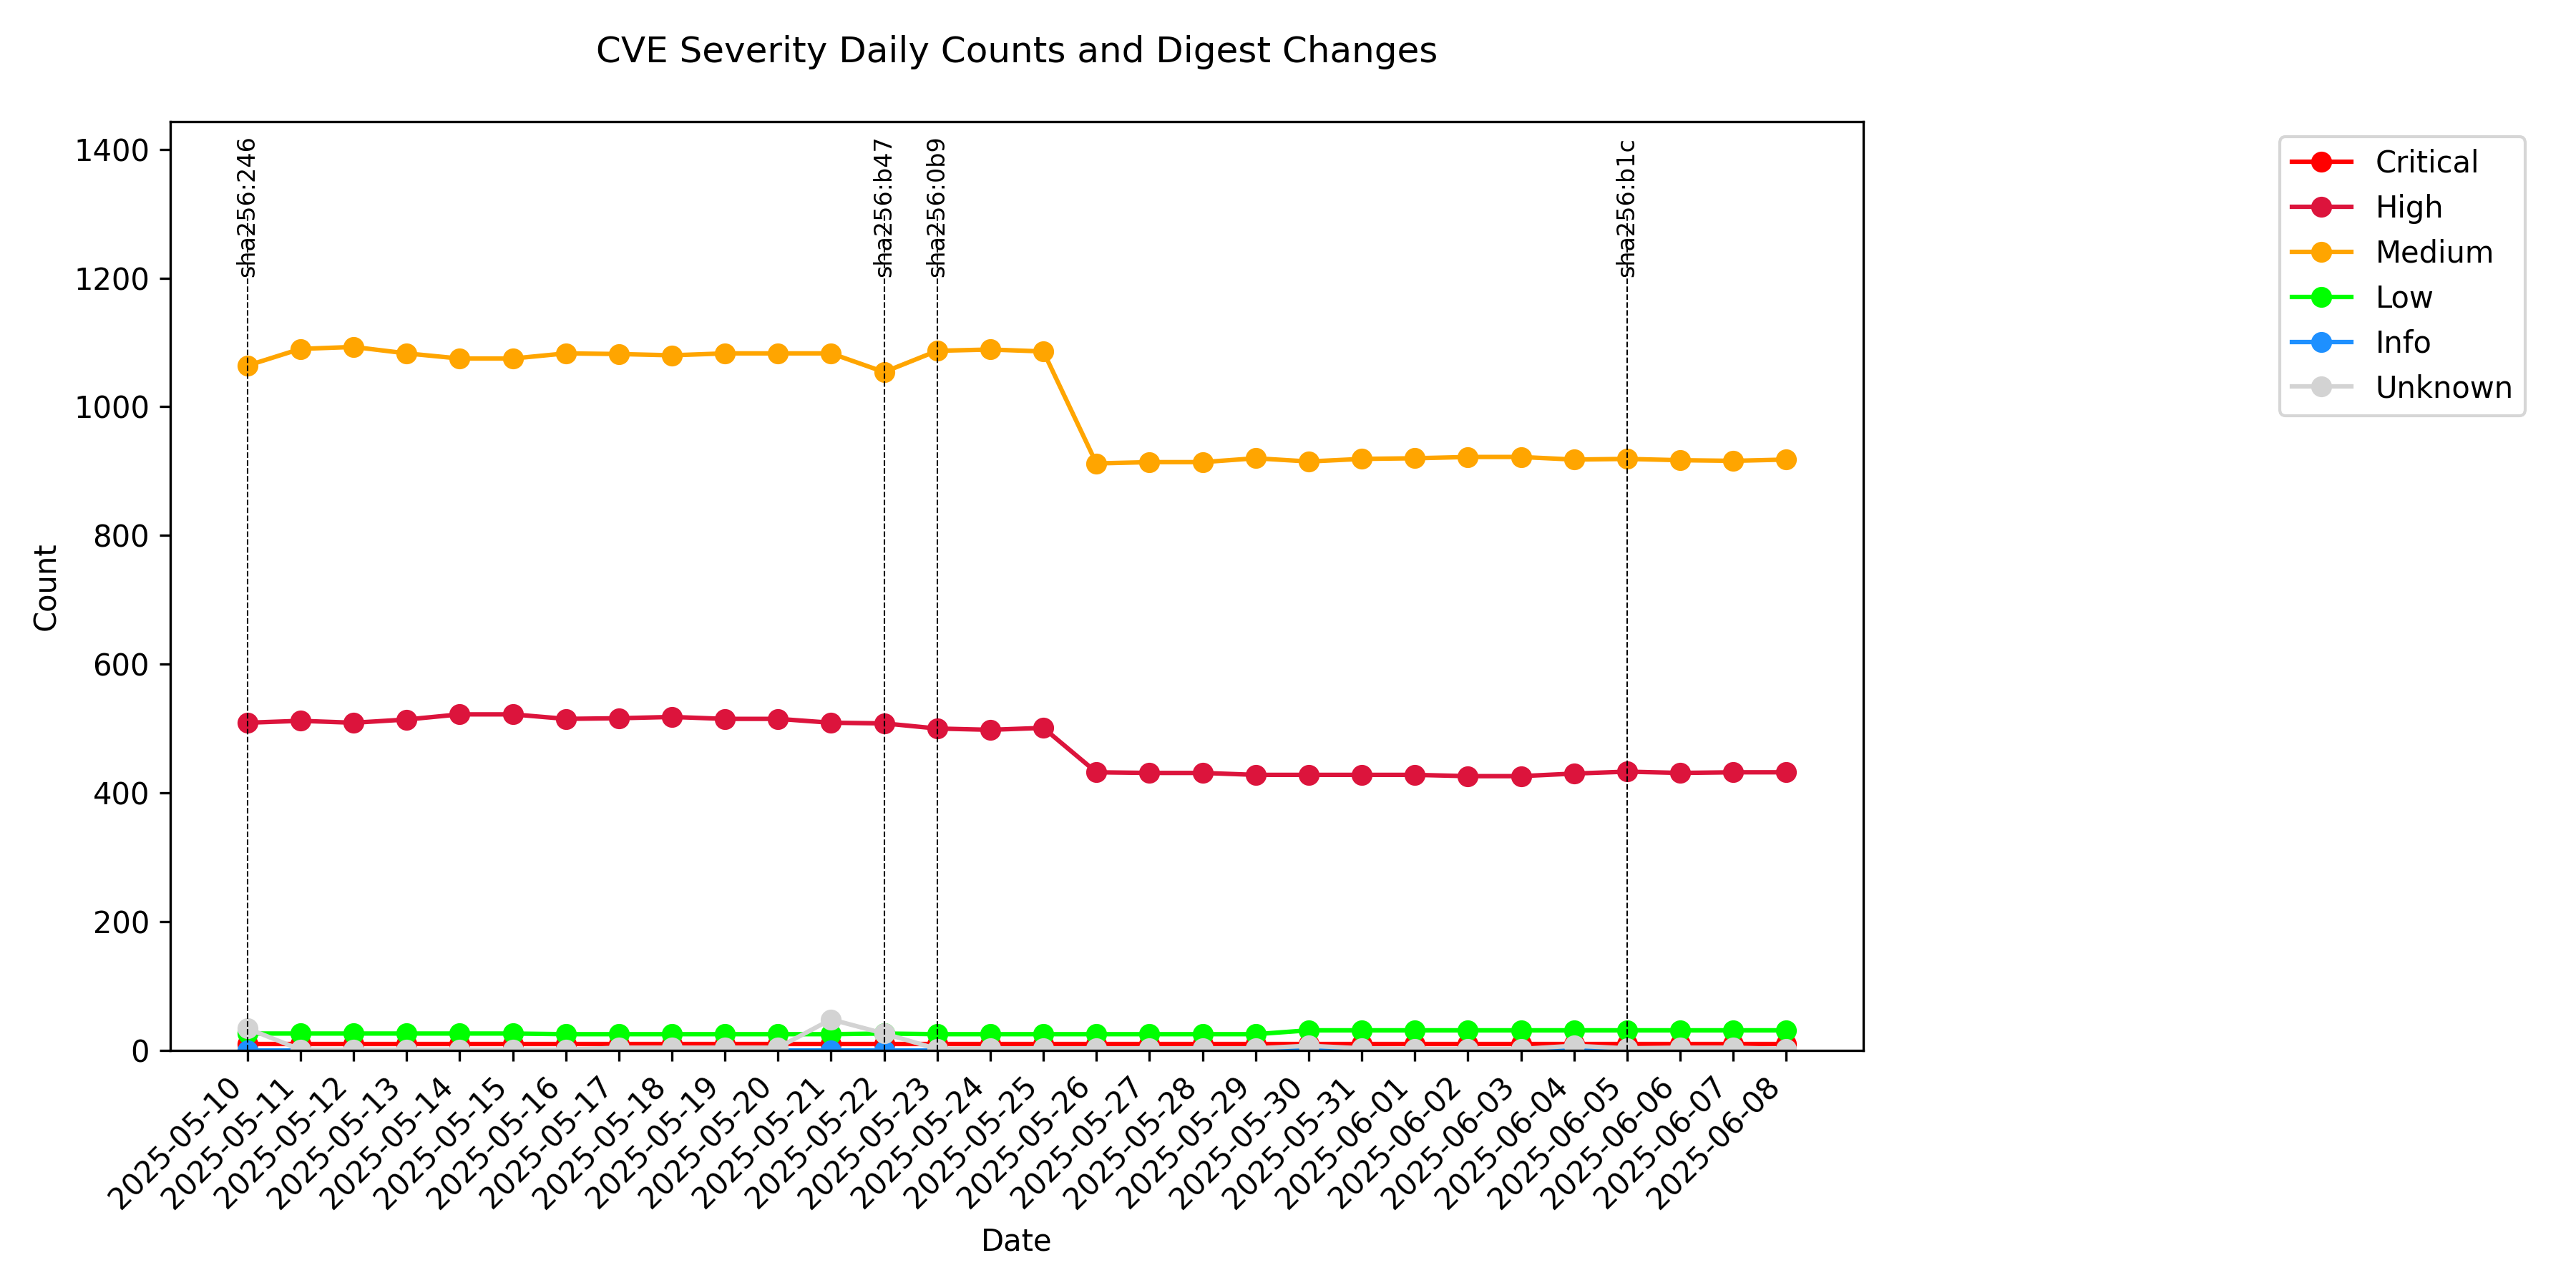 CVE Severity Daily Counts and Digest Changes
sha256:246
sha256:b47
sha256:0b9
sha256:b1c
Critical
High
Medium
Low
Info
Unknown
1400
1200
1000
800
600
400
200
0
Count
2025-05-10
2025-05-11
2025-05-12
2025-05-13
2025-05-14
2025-05-15
2025-05-16
2025-05-17
2025-05-18
2025-05-19
2025-05-20
2025-05-21
2025-05-22
2025-05-23
2025-05-24
2025-05-25
2025-05-26
2025-05-27
2025-05-28
2025-05-29
2025-05-30
2025-05-31
2025-06-01
2025-06-02
2025-06-03
2025-06-04
2025-06-05
2025-06-06
2025-06-07
2025-06-08
Date